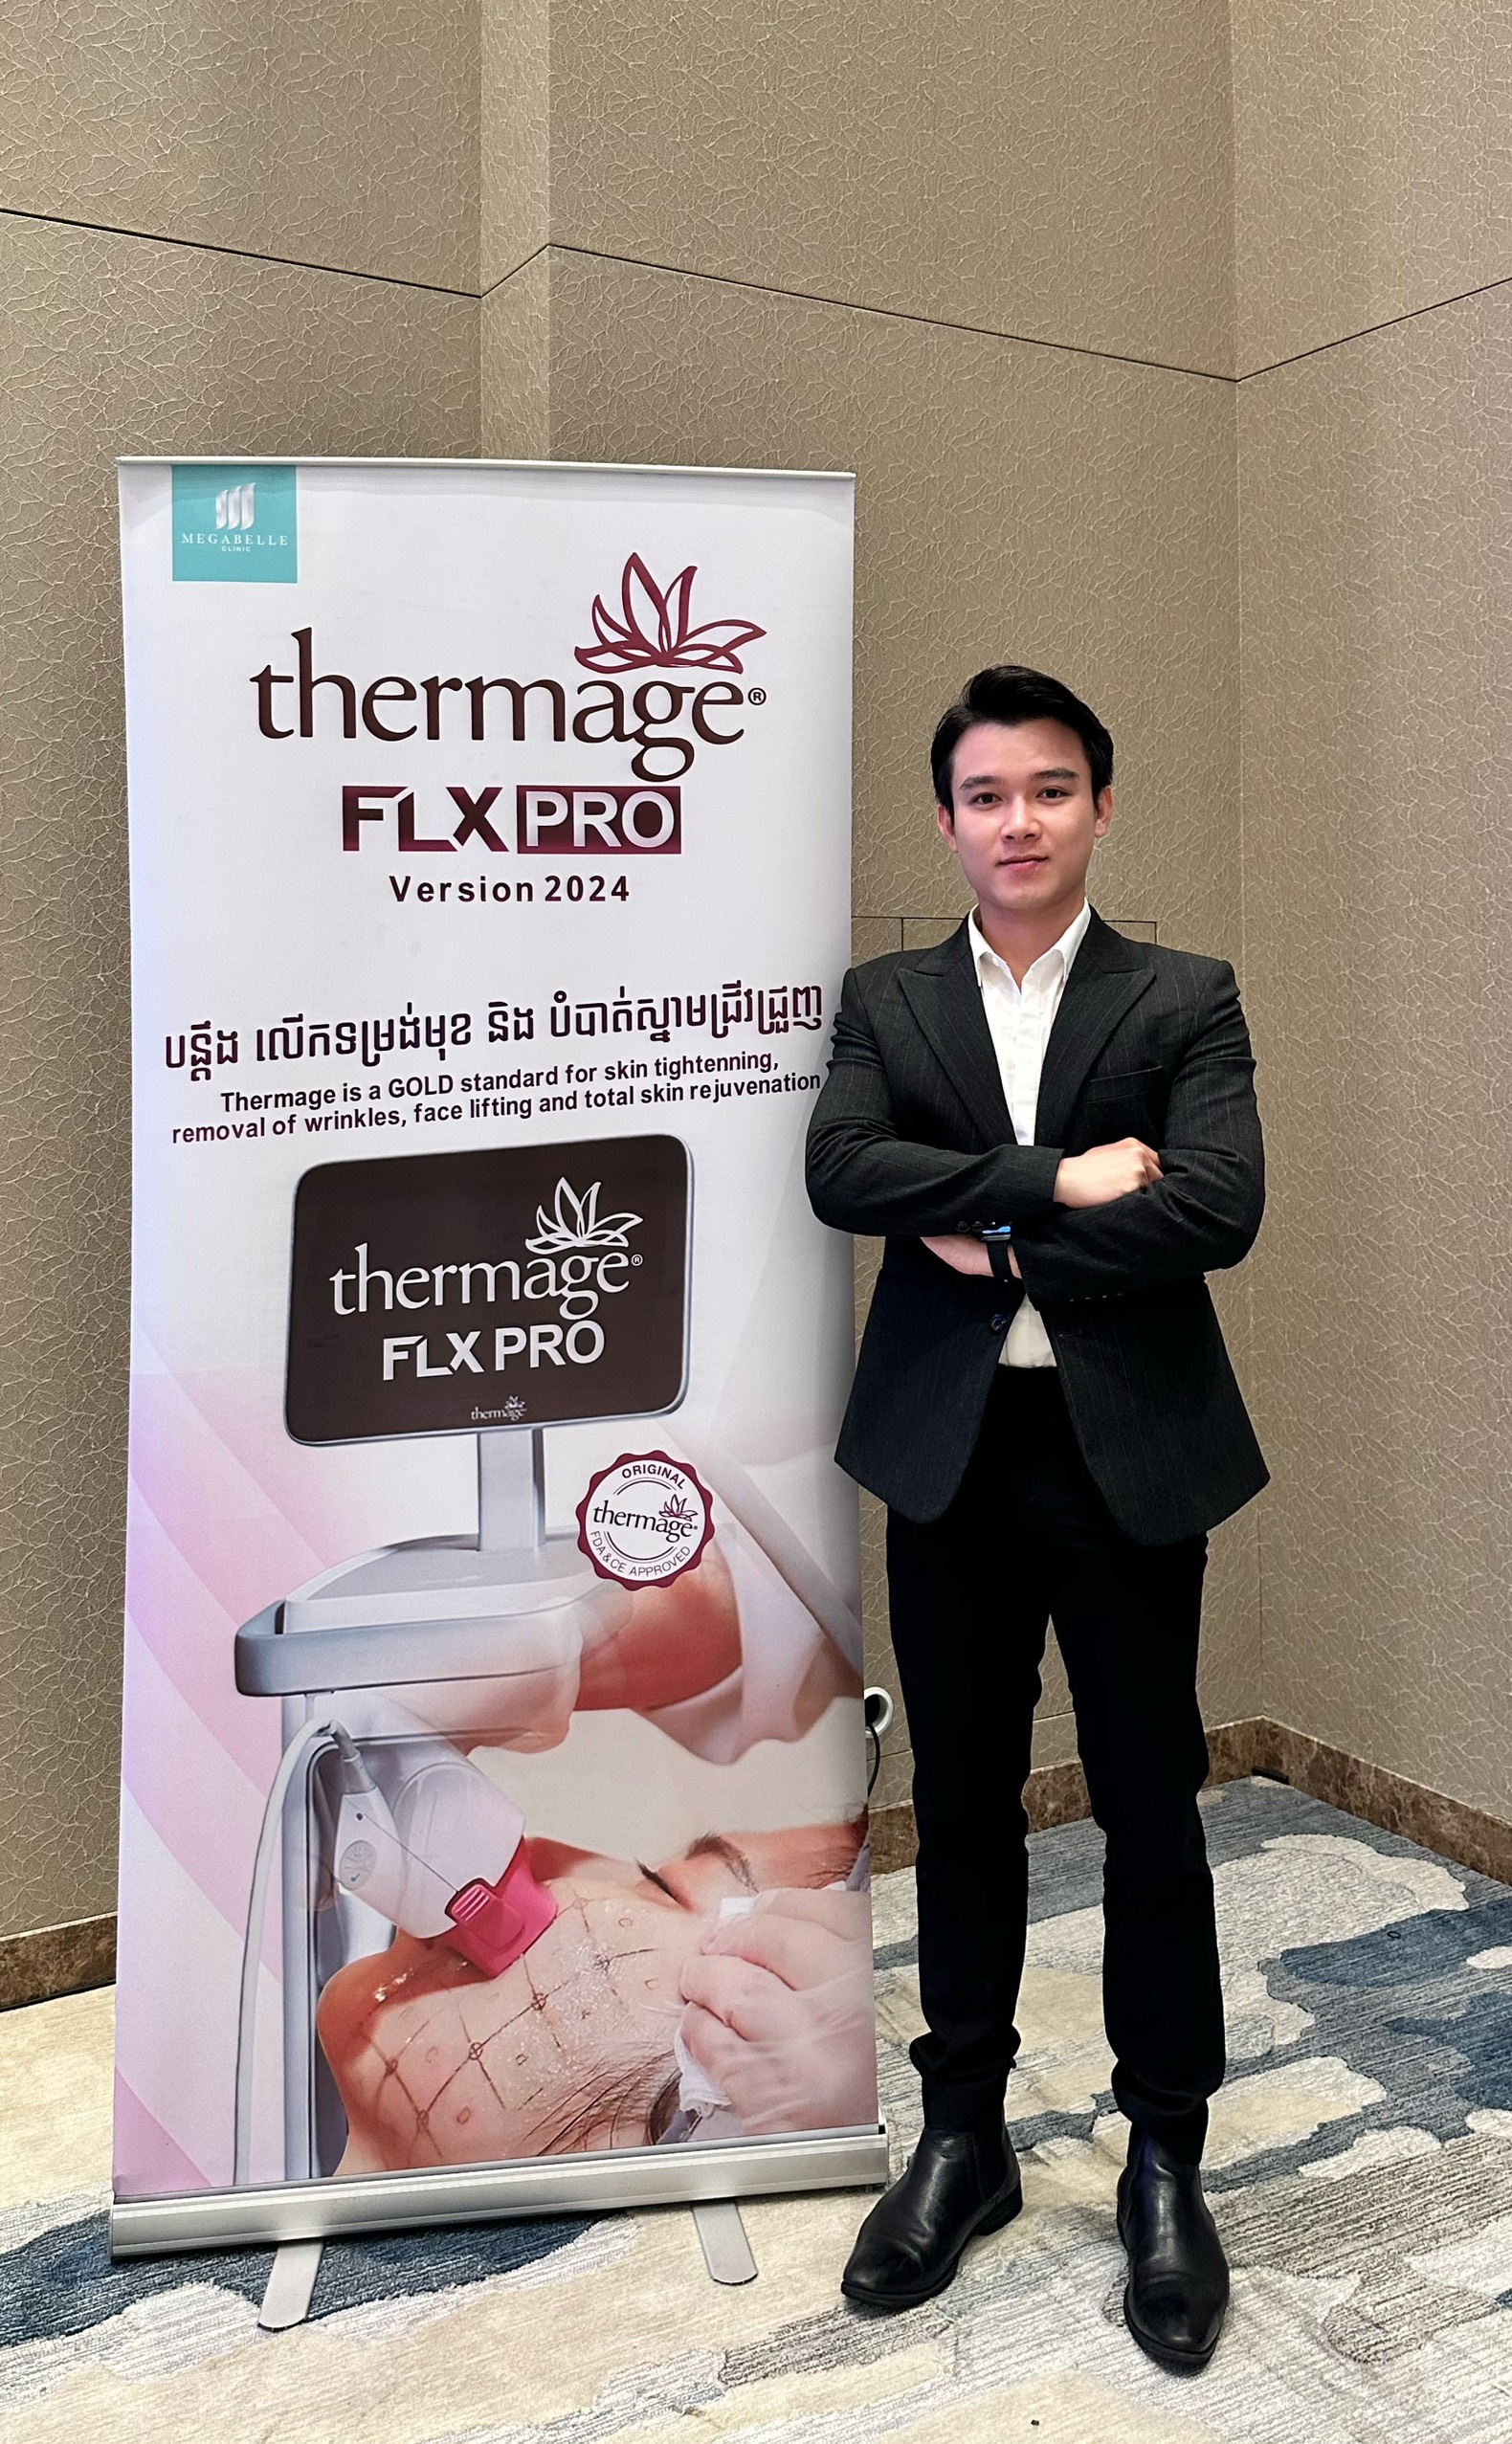 MEGABELLE
CLINIC
thermage®
FLX PRO
Version 2024
បន្តឹង លើកទម្រង់មុខ និង បំបាត់ស្នាមជ្រីវជ្រួញ
Thermage is a GOLD standard for skin tightenning,
removal of wrinkles, face lifting and total skin rejuvenation
thermage®
FLX PRO
thermage
ORIGINAL
thermage®
FDA & CE APPROVED